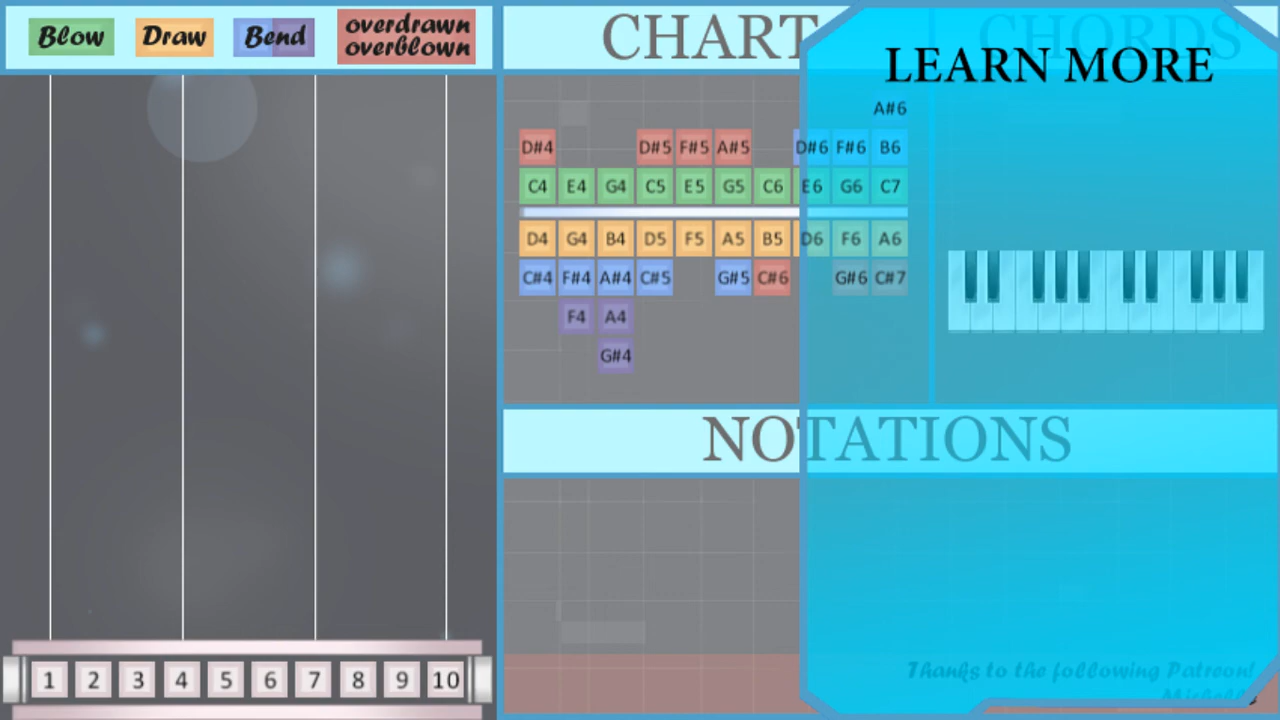 Blow Draw Bend overdrawn
overblown
CHART CHORDS
LEARN MORE
A#6
D#4 D#5 F#5 A#5 D#6 F#6 B6
C4 E4 G4 C5 E5 G5 C6 E6 G6 C7
D4 G4 B4 D5 F5 A5 B5 D6 F6 A6
C#4 F#4 A#4 C#5 G#5 C#6 G#6 C#7
F4 A4
G#4
NOTATIONS
Thanks to the following Patreon!
1 2 3 4 5 6 7 8 9 10